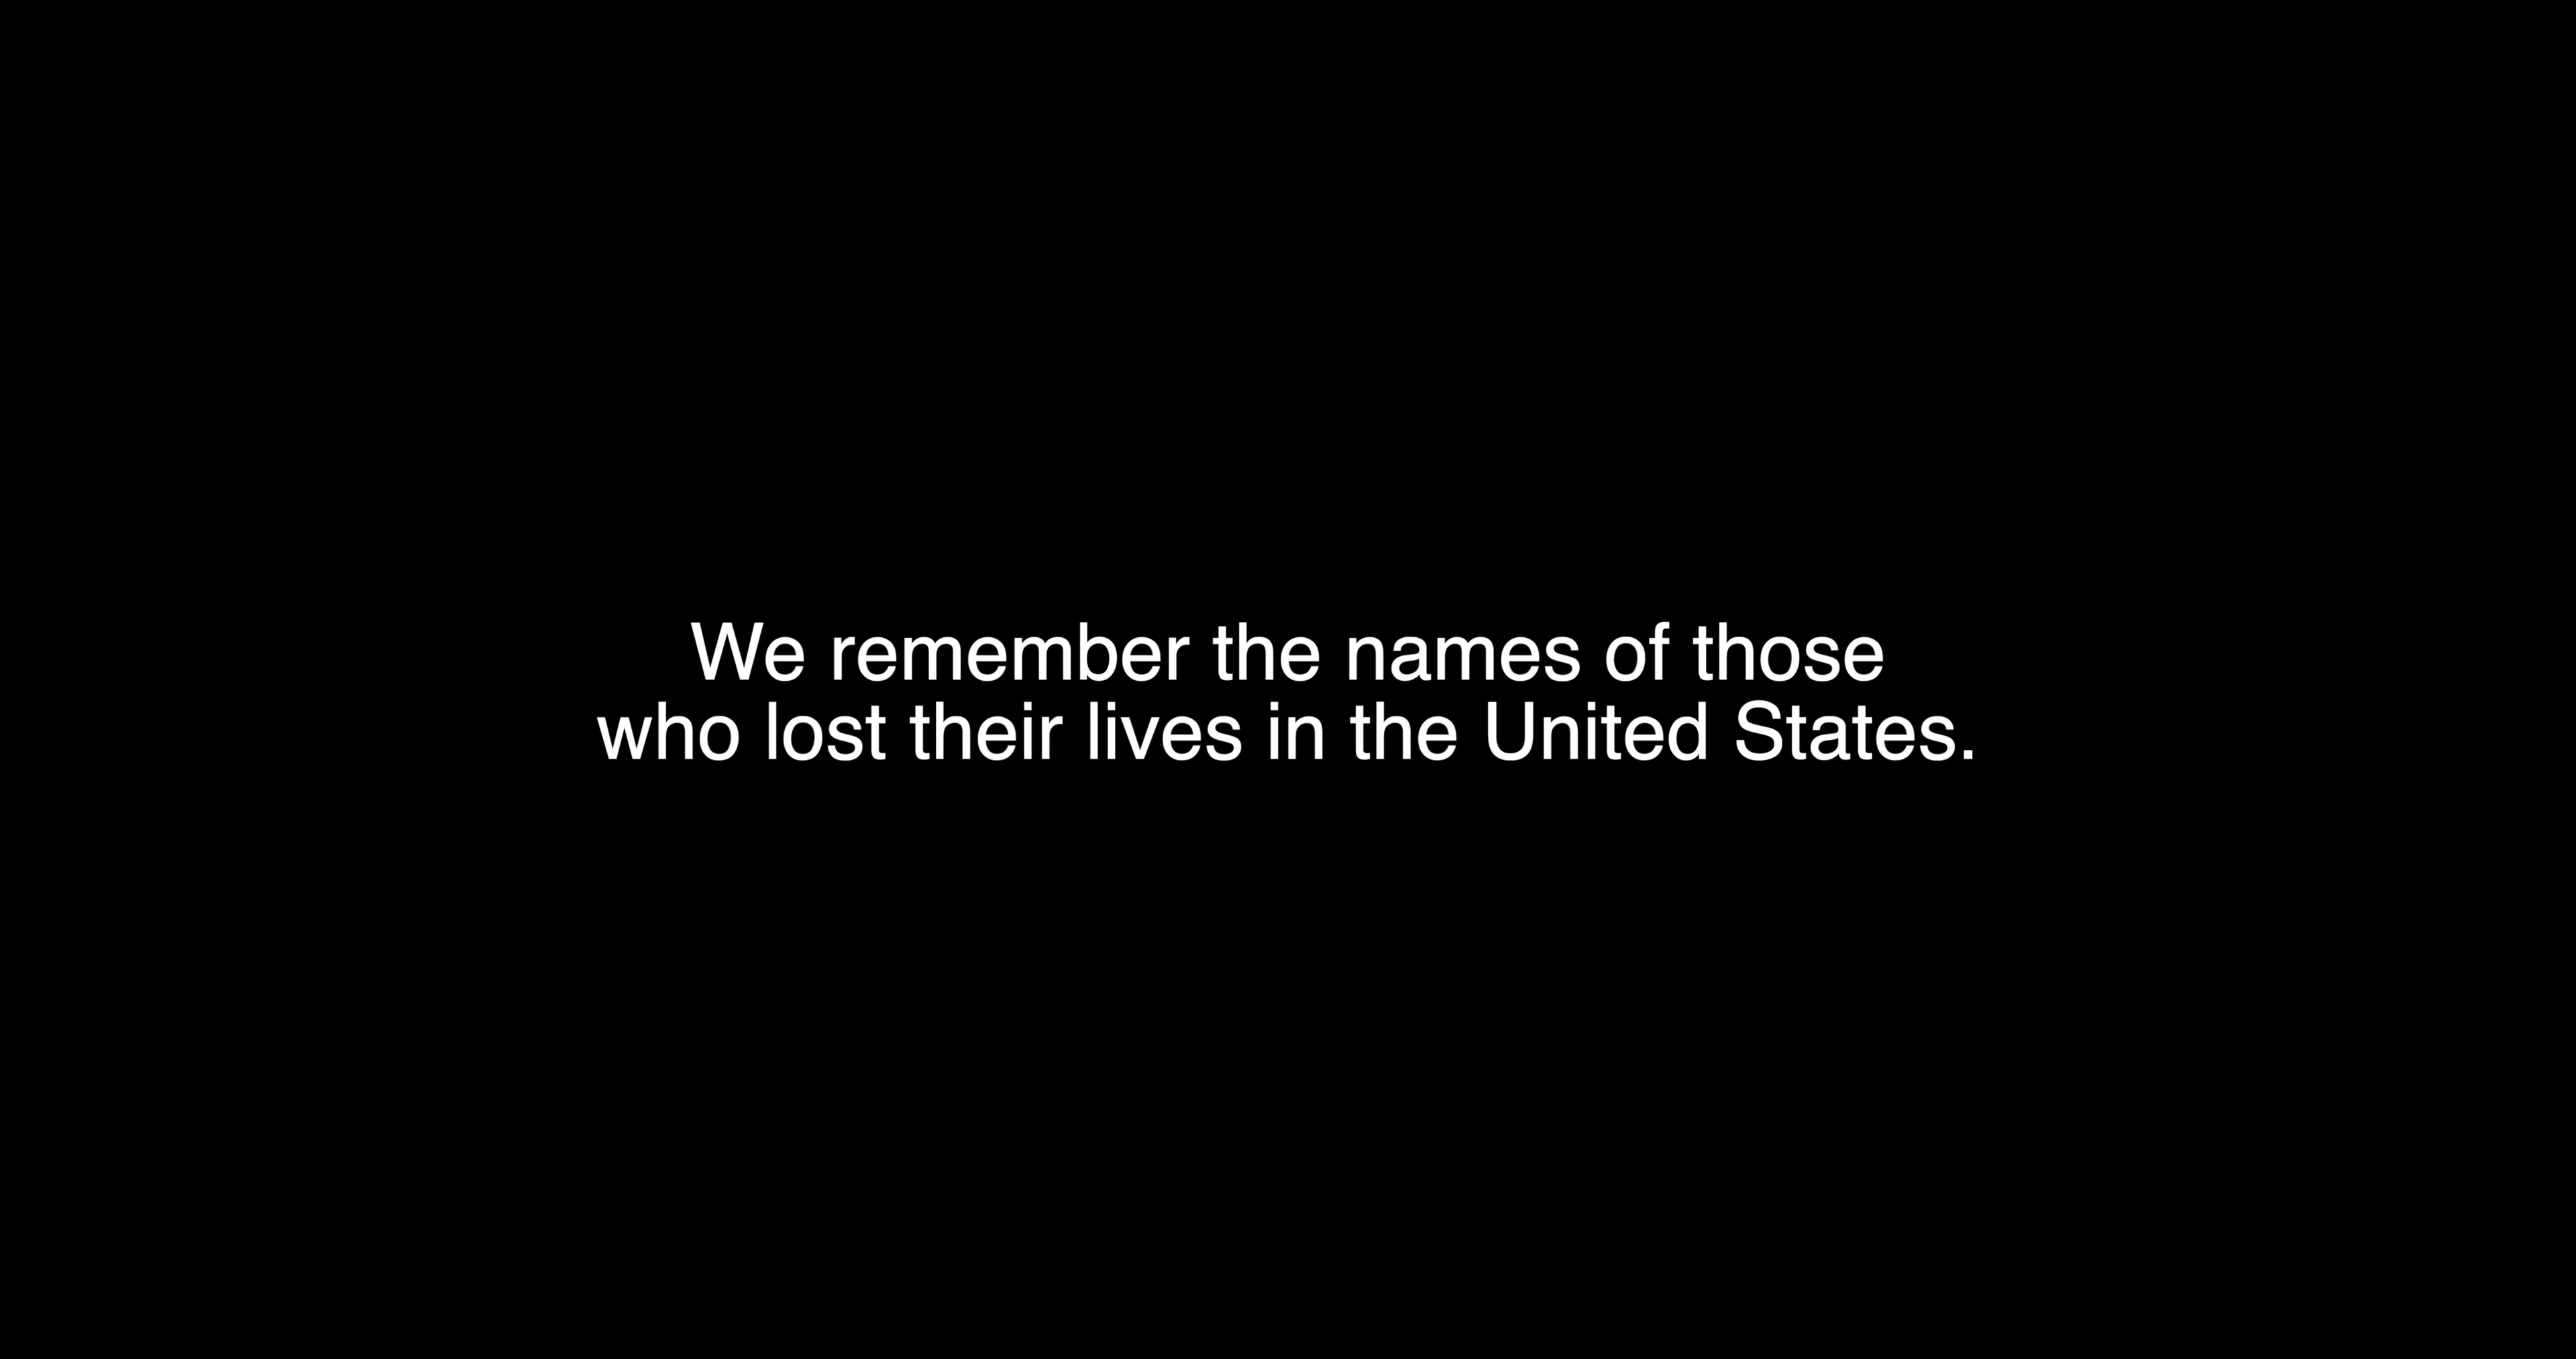 We remember the names of those
who lost their lives in the United States.